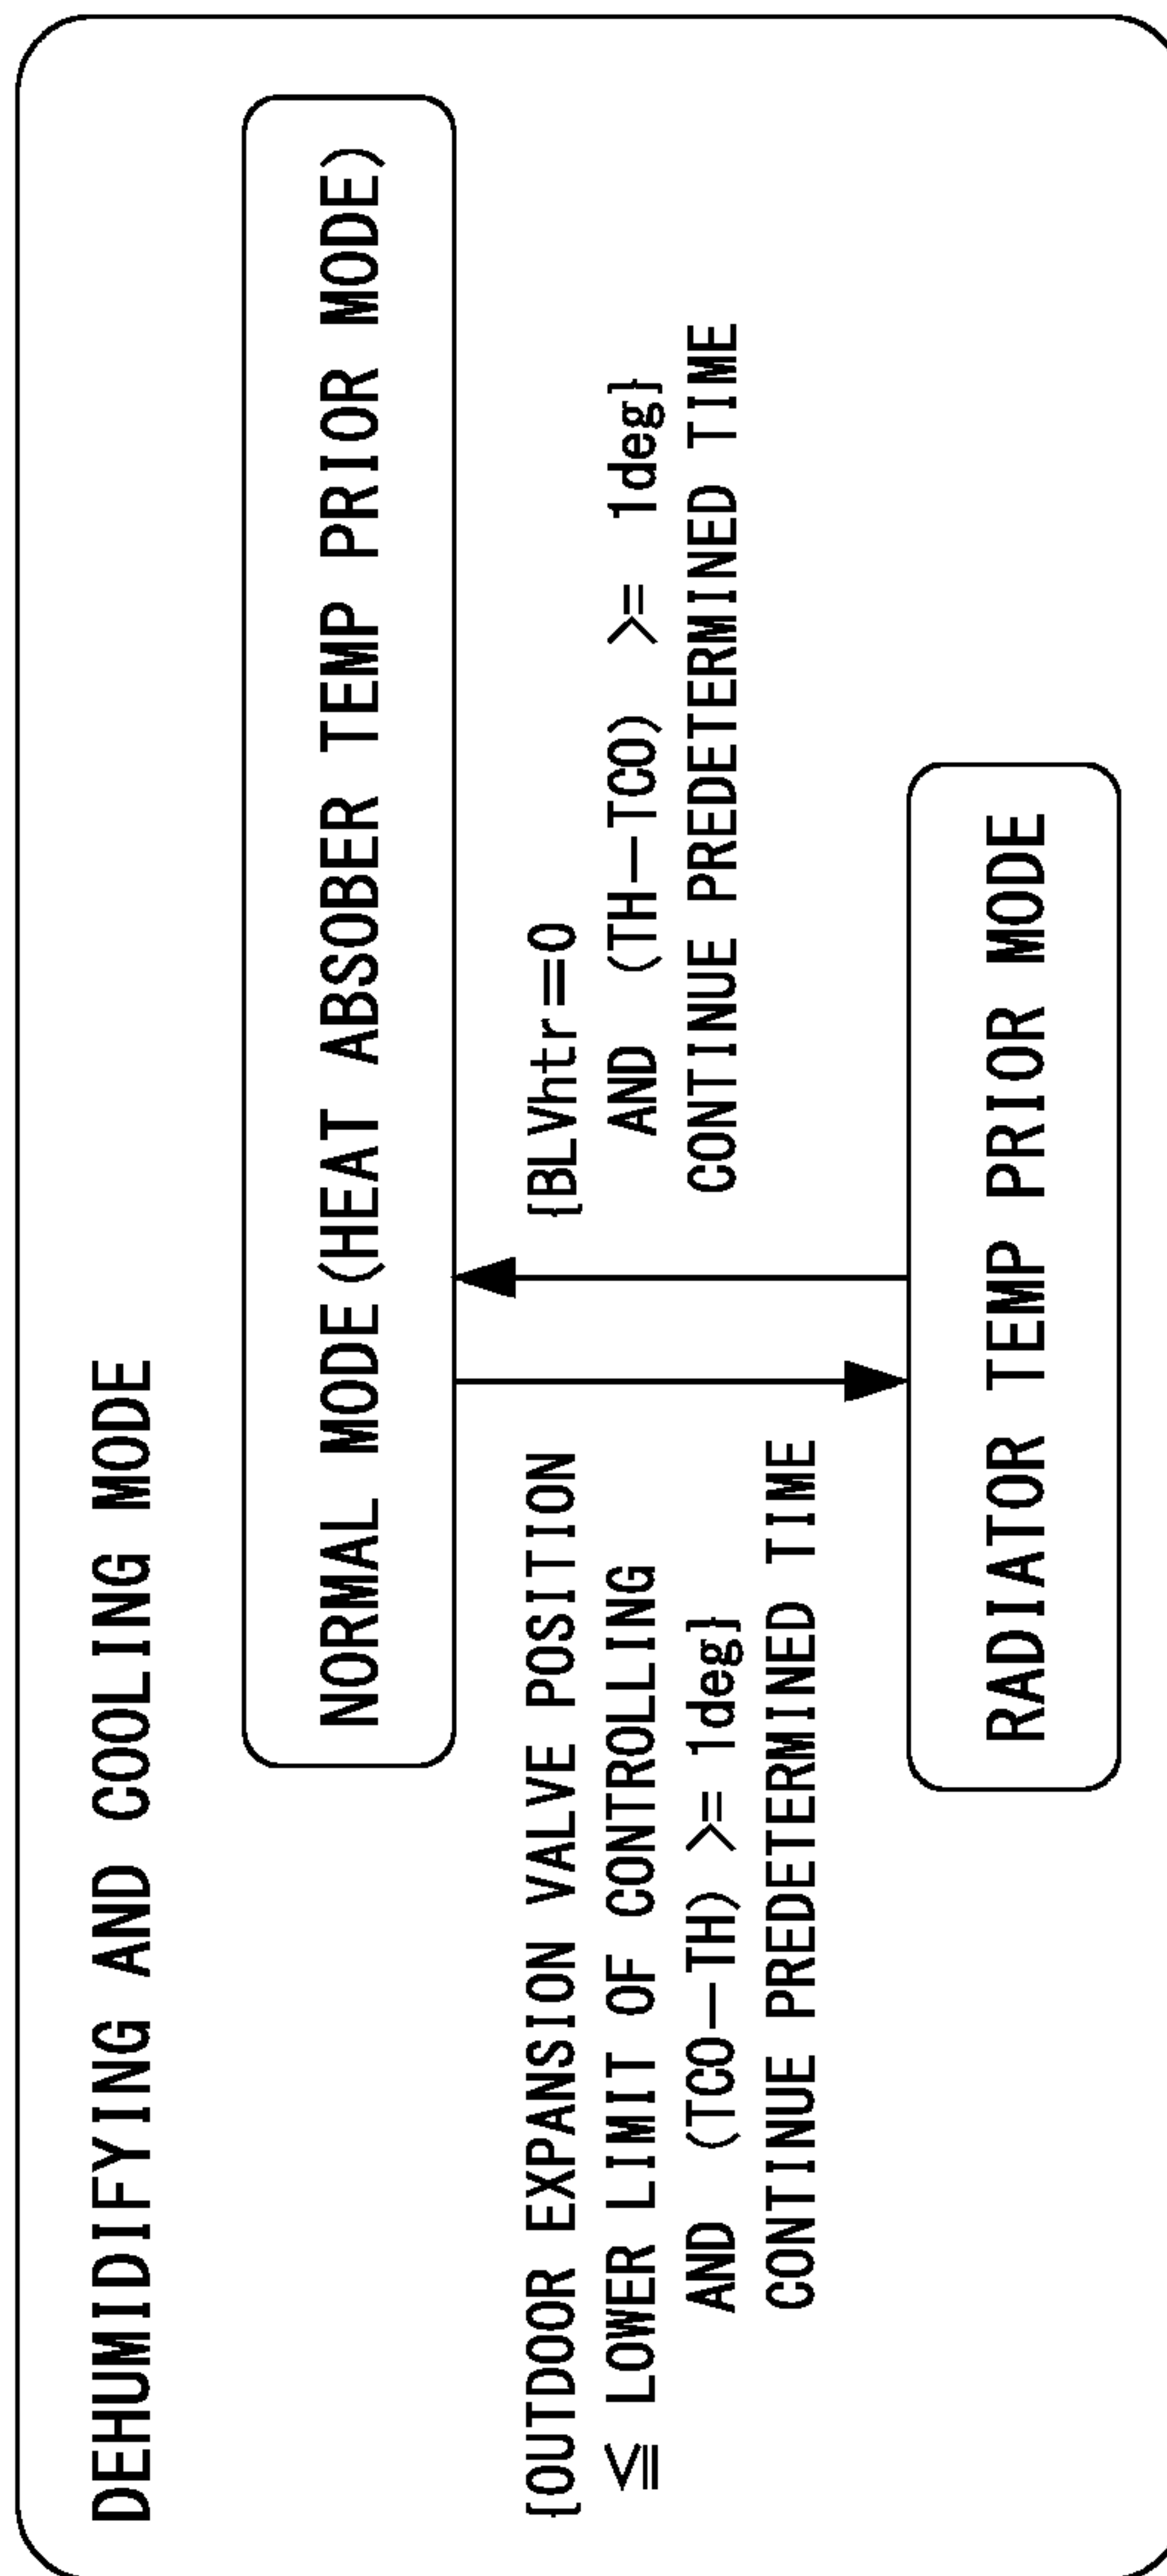 DEHUMIDIFYING AND COOLING MODE
NORMAL MODE(HEAT ABSOBER TEMP PRIOR MODE)
{OUTDOOR EXPANSION VALVE POSITION
≦ LOWER LIMIT OF CONTROLLING
AND (TCO—TH) >= 1deg}
CONTINUE PREDETERMINED TIME
{BLVhtr=0
AND (TH—TCO) >= 1deg}
CONTINUE PREDETERMINED TIME
RADIATOR TEMP PRIOR MODE